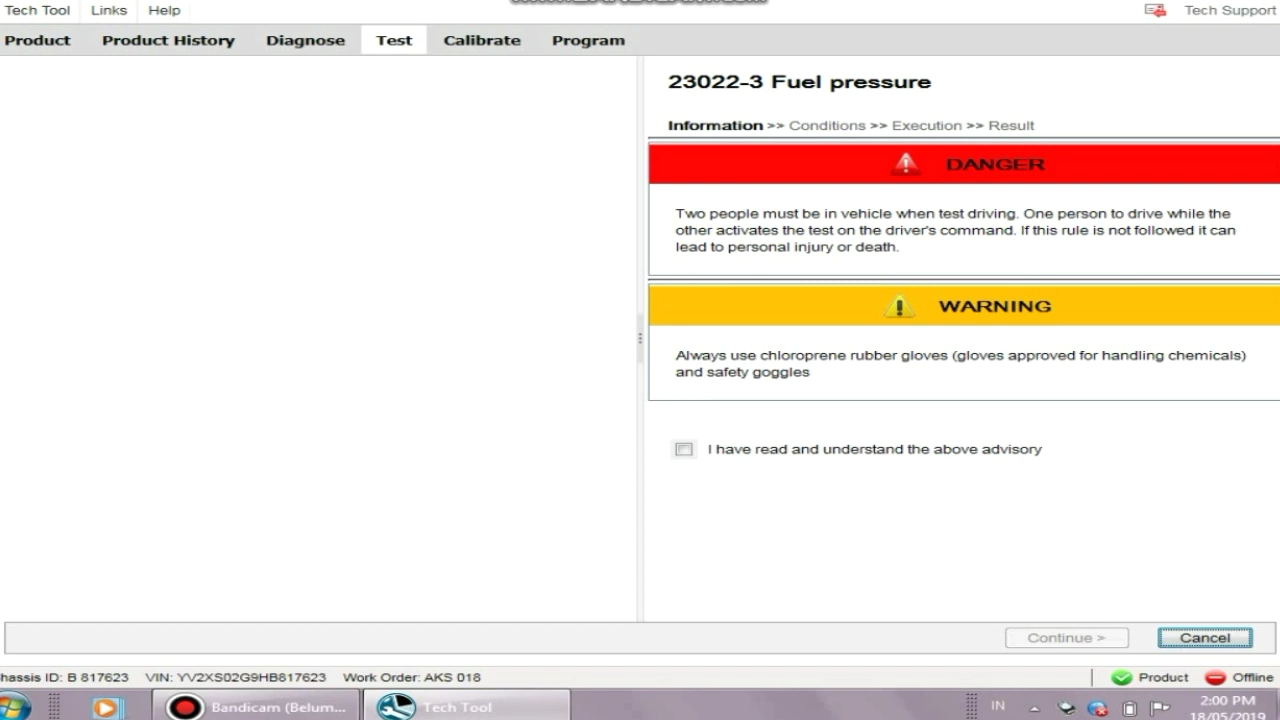 Tech Tool Links Help Tech Support
Product Product History Diagnose Test Calibrate Program
23022-3 Fuel pressure
Information >> Conditions >> Execution >> Result
DANGER
Two people must be in vehicle when test driving. One person to drive while the
other activates the test on the driver's command. If this rule is not followed it can
lead to personal injury or death.
WARNING
Always use chloroprene rubber gloves (gloves approved for handling chemicals)
and safety goggles
I have read and understand the above advisory
Continue > Cancel
hassis ID: B 817623 VIN: YV2XS02G9HB817623 Work Order: AKS 018 Product Offline
Bandicam (Belum... Tech Tool IN 2:00 PM
18/05/2019